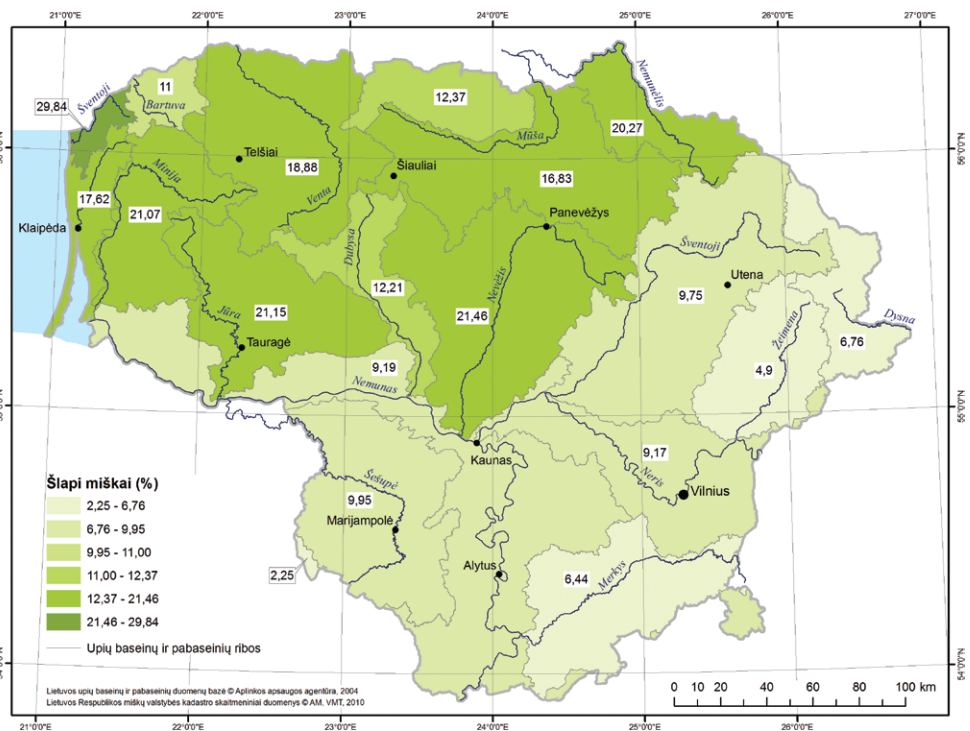 21°0'0"E
22°0'0"E
23°0'0"E
24°0'0"E
25°0'0"E
26°0'0"E
27°0'0"E
29,84
Šventoji
11
Bartuva
12,37
Mūša
Nemunėlis
20,27
56°0'0"N
Telšiai
18,88
Venta
Šiauliai
16,83
Minija
17,62
21,07
Klaipėda
Panevėžys
Dubysa
Nevėžis
Šventoji
Utena
9,75
12,21
21,46
Jūra
21,15
Tauragė
Žeimena
Dysna
6,76
4,9
9,19
Nemunas
55°0'0"N
Kaunas
9,17
Neris
Vilnius
Šešupė
9,95
Marijampolė
2,25
Alytus
6,44
Merkys
54°0'0"N
Šlapi miškai (%)
2,25 - 6,76
6,76 - 9,95
9,95 - 11,00
11,00 - 12,37
12,37 - 21,46
21,46 - 29,84
Upių baseinų ir pabaseinių ribos
Lietuvos upių baseinų ir pabaseinių duomenų bazė © Aplinkos apsaugos agentūra, 2004
Lietuvos Respublikos miškų valstybės kadastro skaitmeniniai duomenys © AM, VMT, 2010
0 10 20 40 60 80 100 km
21°0'0"E
22°0'0"E
23°0'0"E
24°0'0"E
25°0'0"E
26°0'0"E